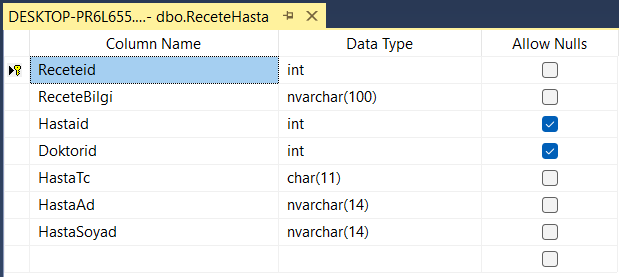 DESKTOP-PR6L655....- dbo.ReceteHasta
Column Name Data Type Allow Nulls
Receteid int
ReceteBilgi nvarchar(100)
Hastaid int
Doktorid int
HastaTc char(11)
HastaAd nvarchar(14)
HastaSoyad nvarchar(14)